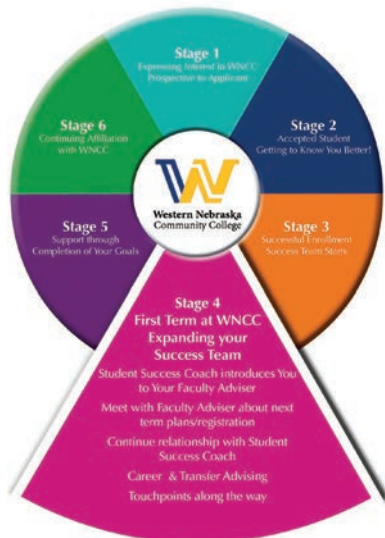 Stage 1
Expressing Interest in WNCC
Prospective to Applicant
Stage 2
Accepted Student
Getting to Know You Better!
Stage 3
Successful Enrollment
Success Team Starts
Stage 4
First Term at WNCC
Expanding your
Success Team
Student Success Coach introduces You
to Your Faculty Adviser
Meet with Faculty Adviser about next
term plans/registration
Continue relationship with Student
Success Coach
Career & Transfer Advising
Touchpoints along the way
Stage 5
Support through
Completion of Your Goals
Stage 6
Continuing Affiliation
with WNCC
W
Western Nebraska
Community College